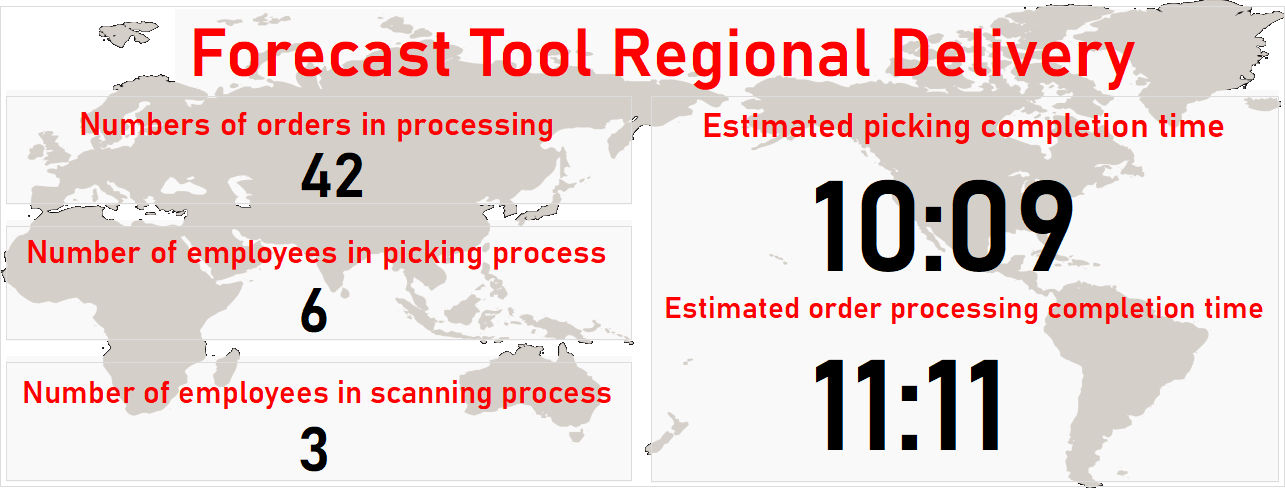 Forecast Tool Regional Delivery
Numbers of orders in processing
42
Number of employees in picking process
6
Number of employees in scanning process
3
Estimated picking completion time
10:09
Estimated order processing completion time
11:11